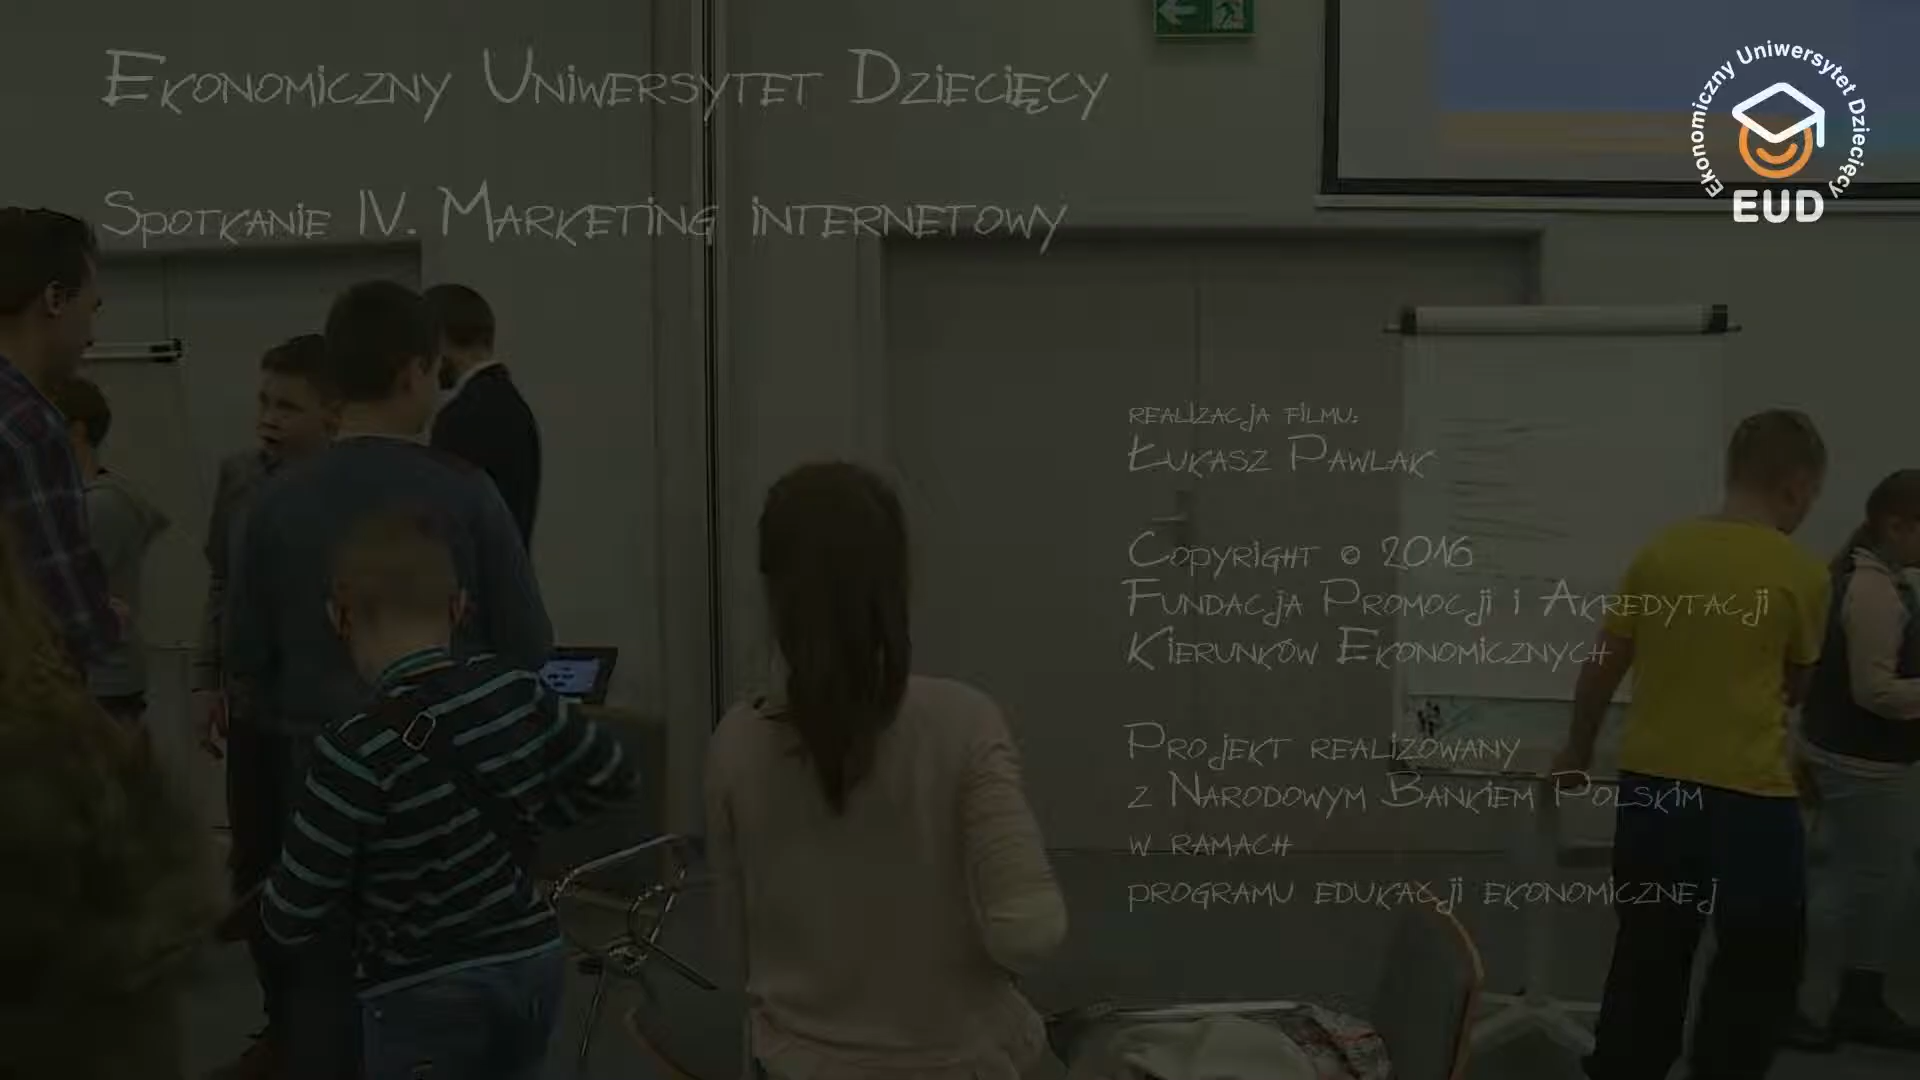 Ekonomiczny Uniwersytet Dziecięcy
Spotkanie IV. Marketing internetowy
Ekonomiczny Uniwersytet Dziecięcy
EUD
realizacja filmu:
Łukasz Pawlak
Copyright © 2016
Fundacja Promocji i Akredytacji
Kierunków Ekonomicznych
Projekt realizowany
z Narodowym Bankiem Polskim
w ramach
programu edukacji ekonomicznej